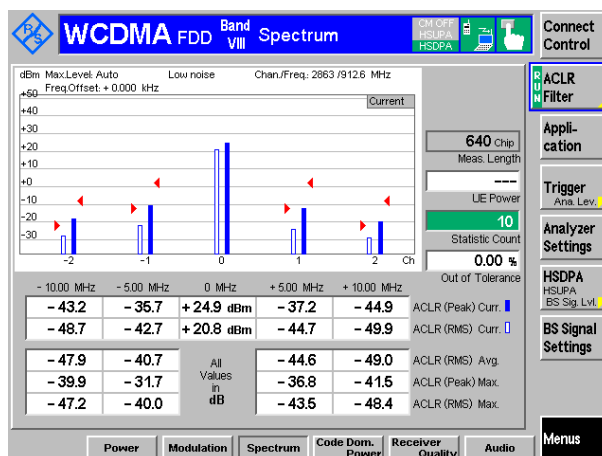 R&S
WCDMA FDD Band VIII Spectrum
CM OFF
HSUPA
HSDPA
Connect
Control
dBm Max.Level: Auto Low noise Chan./Freq.: 2863 /912.6 MHz
Freq.Offset: + 0.000 kHz
RUN
ACLR
Filter
+50
Current
+40
+30
+20
+10
+0
-10
-20
-30
-2 -1 0 1 2 Ch
640 Chip
Meas. Length
---
UE Power
10
Statistic Count
0.00 %
Out of Tolerance
Appli-
cation
Trigger
Ana. Lev.
Analyzer
Settings
HSDPA
HSUPA
BS Sig. Lvl.
BS Signal
Settings
- 10.00 MHz - 5.00 MHz 0 MHz + 5.00 MHz + 10.00 MHz
- 43.2 - 35.7 + 24.9 dBm - 37.2 - 44.9 ACLR (Peak) Curr.
- 48.7 - 42.7 + 20.8 dBm - 44.7 - 49.9 ACLR (RMS) Curr.
- 47.9 - 40.7 All - 44.6 - 49.0 ACLR (RMS) Avg.
Values
- 39.9 - 31.7 in - 36.8 - 41.5 ACLR (Peak) Max.
- 47.2 - 40.0 dB - 43.5 - 48.4 ACLR (RMS) Max.
Power Modulation Spectrum Code Dom. Power Receiver Quality Audio
Menus